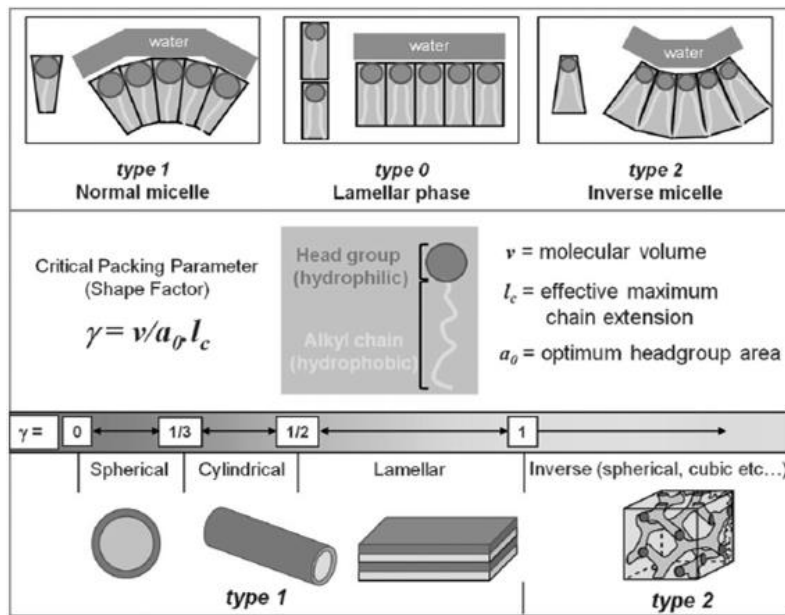 water
water
water
type 1
Normal micelle
type 0
Lamellar phase
type 2
Inverse micelle
Critical Packing Parameter
(Shape Factor)
γ = v/a₀.l_c
Head group
(hydrophilic)
Alkyl chain
(hydrophobic)
v = molecular volume
l_c = effective maximum
chain extension
a₀ = optimum headgroup area
γ = 0 1/3 1/2 1
Spherical Cylindrical Lamellar Inverse (spherical, cubic etc...)
type 1 type 2